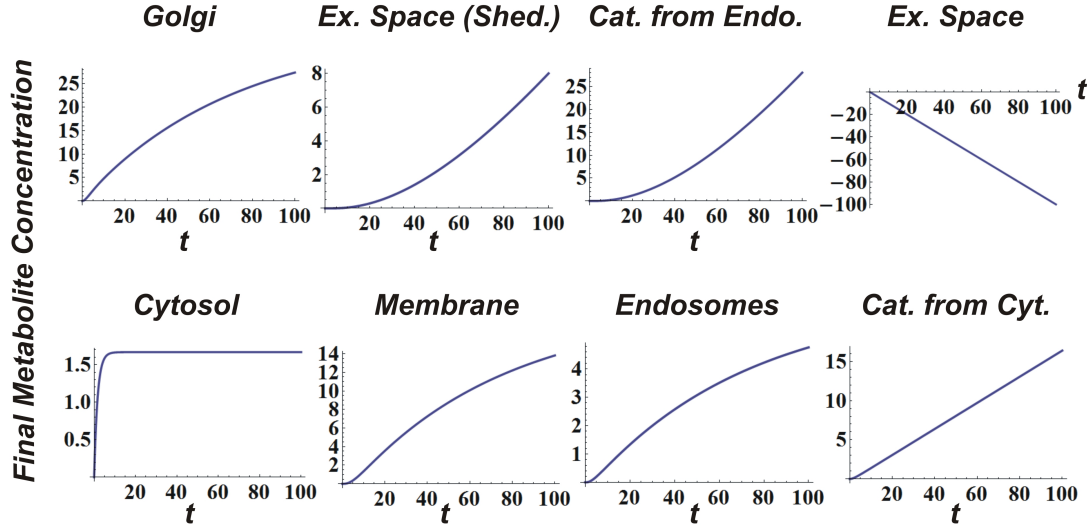 Golgi
Ex. Space (Shed.)
Cat. from Endo.
Ex. Space
Final Metabolite Concentration
25
20
15
10
5
20 40 60 80 100
t
8
6
4
2
20 40 60 80 100
t
25
20
15
10
5
20 40 60 80 100
t
20 40 60 80 100
t
−20
−40
−60
−80
−100
Cytosol
Membrane
Endosomes
Cat. from Cyt.
1.5
1.0
0.5
20 40 60 80 100
t
14
12
10
8
6
4
2
20 40 60 80 100
t
4
3
2
1
20 40 60 80 100
t
15
10
5
20 40 60 80 100
t